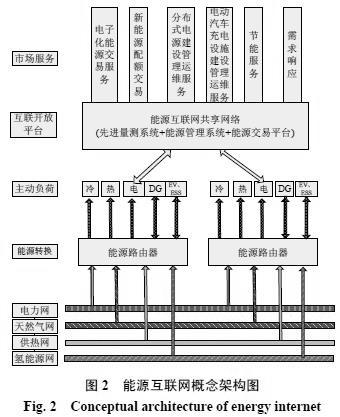 电子化能源交易服务
新能源配额交易
分布式电源建设管理运维服务
电动汽车充电设施建设管理运维服务
节能服务
需求响应
市场服务
互联开放平台
能源互联网共享网络
(先进量测系统+能源管理系统+能源交易平台)
主动负荷
冷 热 电 DG EV、ESS
冷 热 电 DG EV、ESS
能源转换
能源路由器 能源路由器
电力网
天然气网
供热网
氢能源网
图 2 能源互联网概念架构图
Fig. 2 Conceptual architecture of energy internet